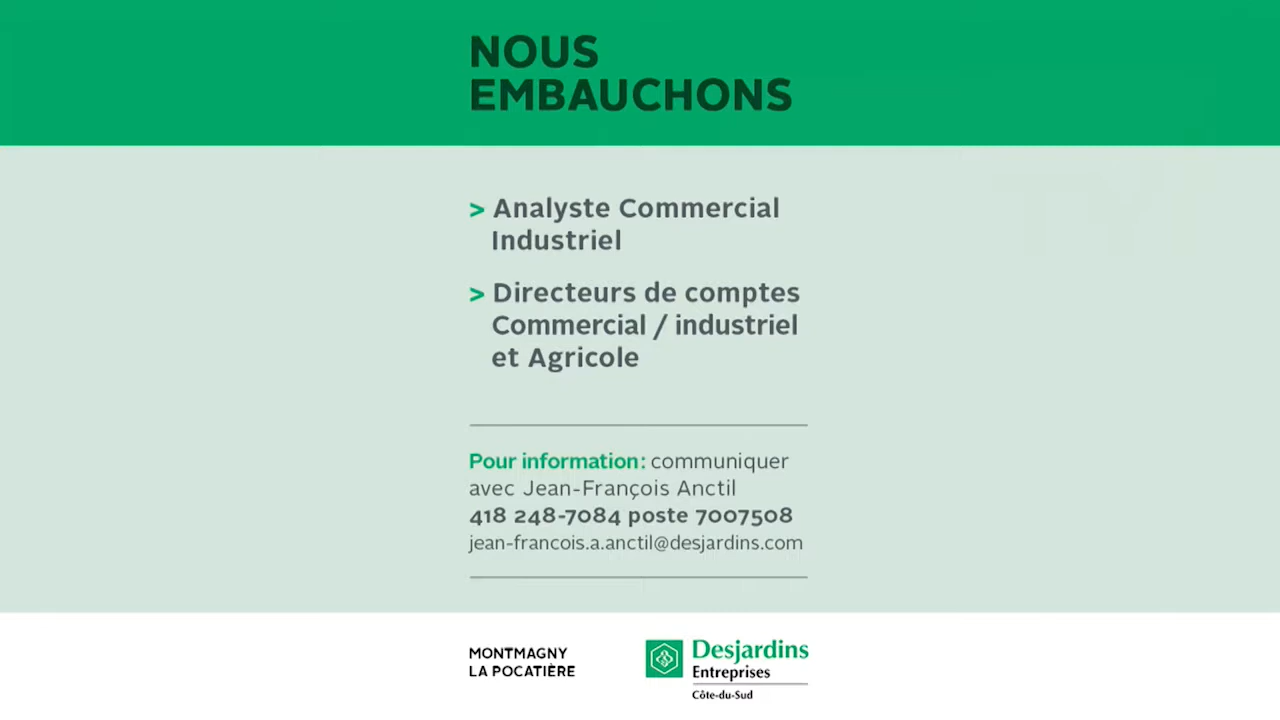 NOUS
EMBAUCHONS
> Analyste Commercial
Industriel
> Directeurs de comptes
Commercial / industriel
et Agricole
Pour information : communiquer
avec Jean-François Anctil
418 248-7084 poste 7007508
jean-francois.a.anctil@desjardins.com
MONTMAGNY
LA POCATIÈRE
Desjardins
Entreprises
Côte-du-Sud